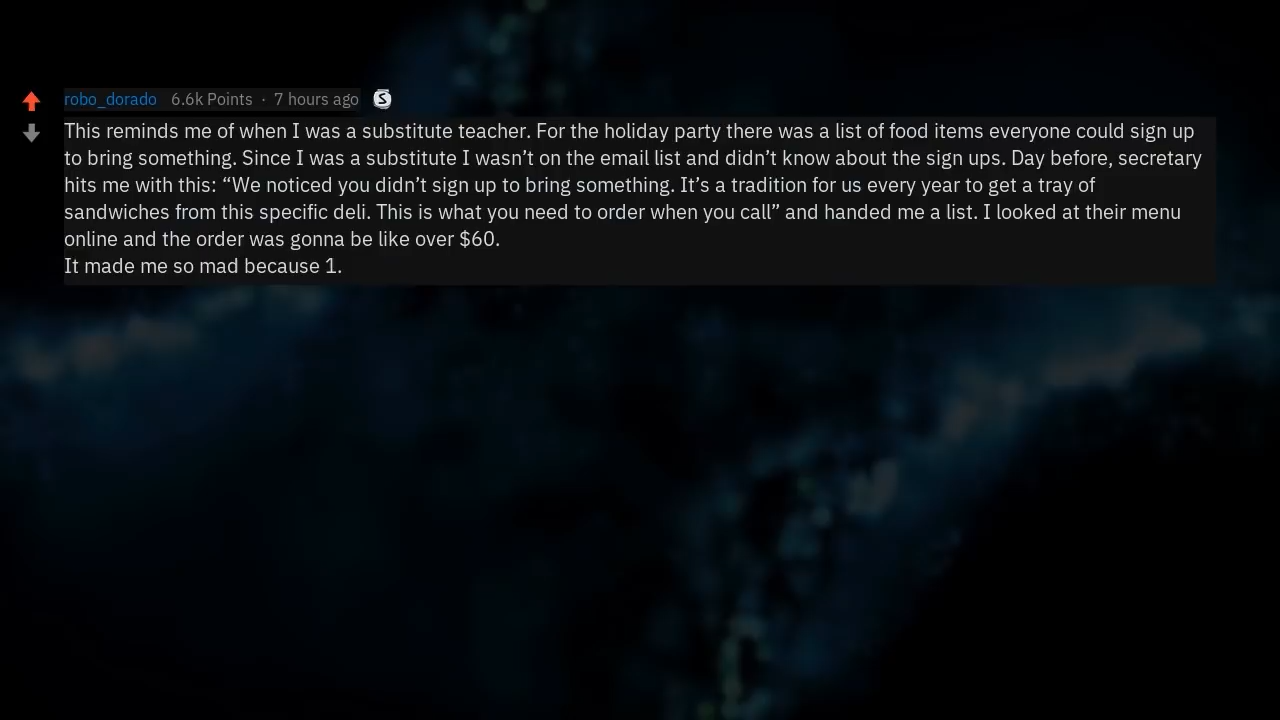 robo_dorado 6.6k Points · 7 hours ago S
This reminds me of when I was a substitute teacher. For the holiday party there was a list of food items everyone could sign up
to bring something. Since I was a substitute I wasn’t on the email list and didn’t know about the sign ups. Day before, secretary
hits me with this: “We noticed you didn’t sign up to bring something. It’s a tradition for us every year to get a tray of
sandwiches from this specific deli. This is what you need to order when you call” and handed me a list. I looked at their menu
online and the order was gonna be like over $60.
It made me so mad because 1.